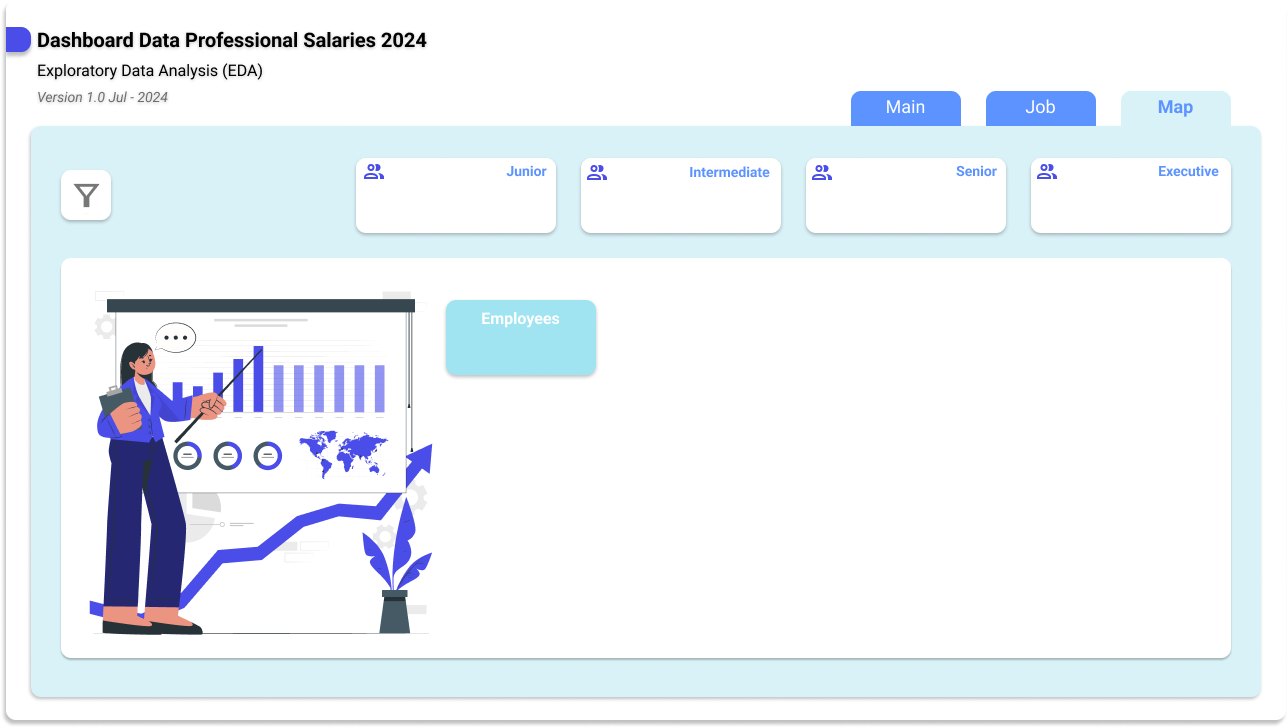 Dashboard Data Professional Salaries 2024
Exploratory Data Analysis (EDA)
Version 1.0 Jul - 2024
Main
Job
Map
Junior
Intermediate
Senior
Executive
Employees